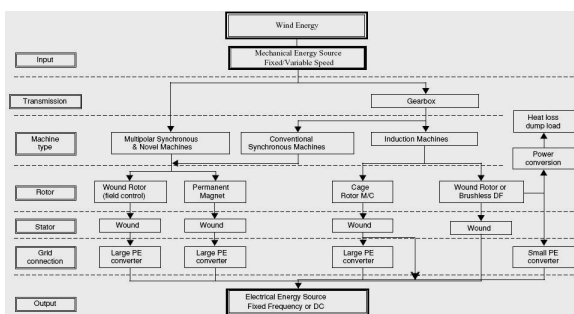 Wind Energy
Mechanical Energy Source
Fixed/Variable Speed
Input
Transmission
Gearbox
Heat loss
dump load
Machine
type
Multipolar Synchronous
& Novel Machines
Conventional
Synchronous Machines
Induction Machines
Power
conversion
Rotor
Wound Rotor
(field control)
Permanent
Magnet
Cage
Rotor M/C
Wound Rotor or
Brushless DF
Stator
Wound
Wound
Wound
Wound
Grid
connection
Large PE
converter
Large PE
converter
Large PE
converter
Small PE
converter
Output
Electrical Energy Source
Fixed Frequency or DC